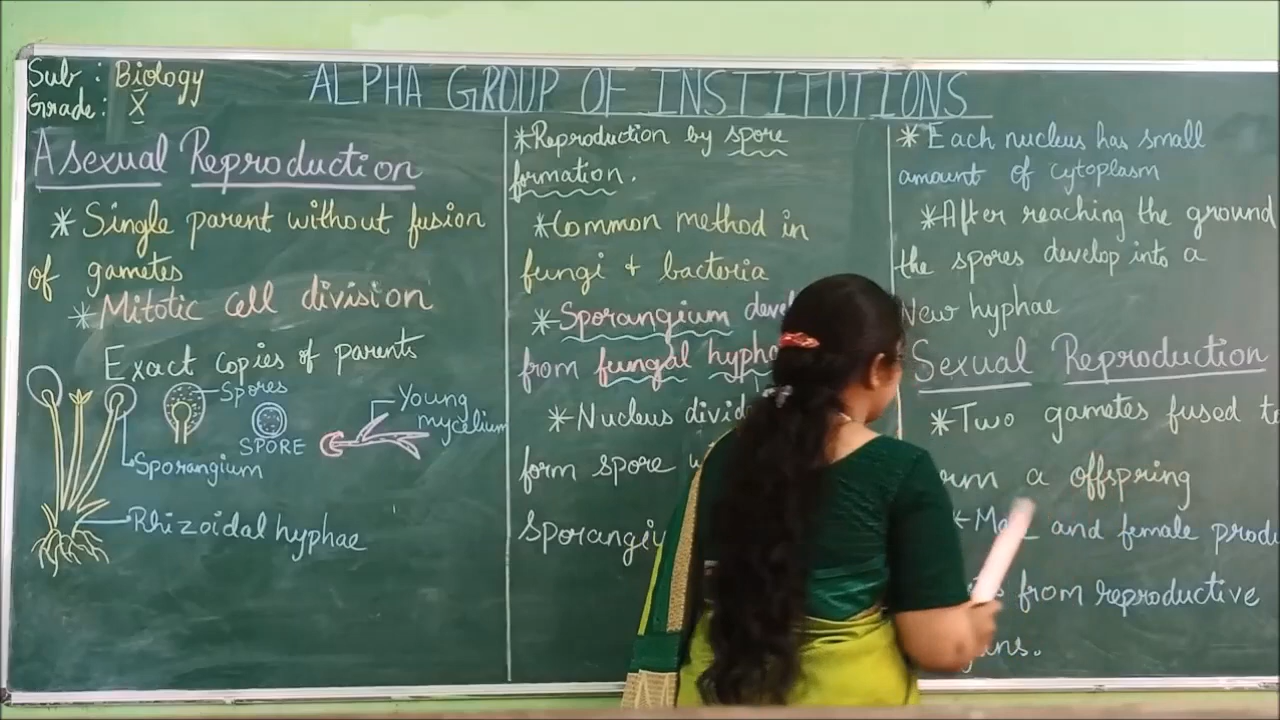 Sub : Biology
Grade : X
ALPHA GROUP OF INSTITUTIONS
Asexual Reproduction
* Single parent without fusion
of gametes
* Mitotic cell division
Exact copies of parents
Spores
SPORE
Young
mycelium
Sporangium
Rhizoidal hyphae
* Reproduction by spore
formation.
* Common method in
fungi + bacteria
* Sporangium
from fungal
* Nucleus
form spore
* Each nucleus has small
amount of cytoplasm
* After reaching the ground
the spores develop into a
New hyphae
Sexual Reproduction
* Two gametes fused
a offspring
and female
from reproductive